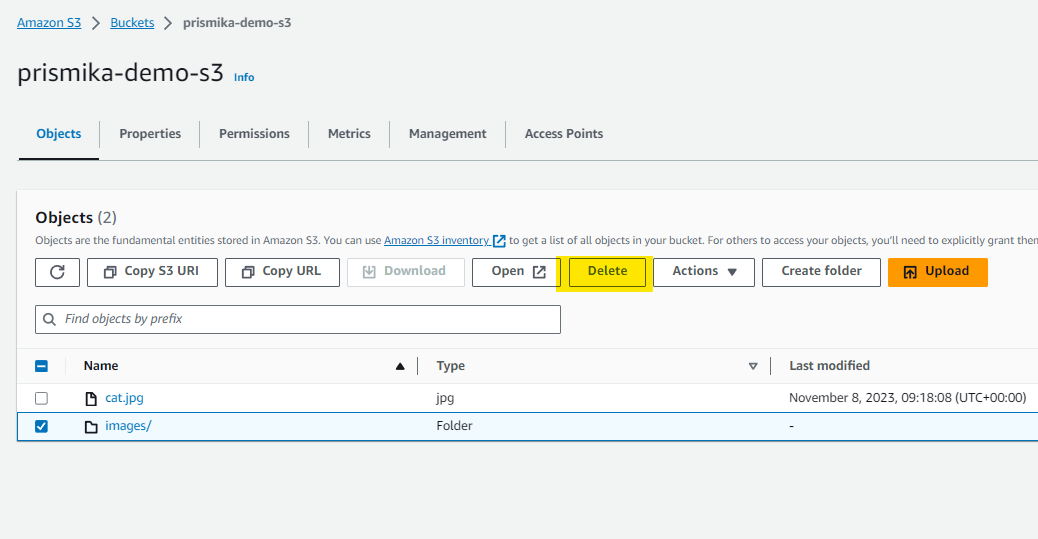 Amazon S3 > Buckets > prismika-demo-s3
prismika-demo-s3 Info
Objects Properties Permissions Metrics Management Access Points
Objects (2)
Objects are the fundamental entities stored in Amazon S3. You can use Amazon S3 inventory to get a list of all objects in your bucket. For others to access your objects, you'll need to explicitly grant them
Copy S3 URI Copy URL Download Open Delete Actions Create folder Upload
Find objects by prefix
Name Type Last modified
cat.jpg jpg November 8, 2023, 09:18:08 (UTC+00:00)
images/ Folder -